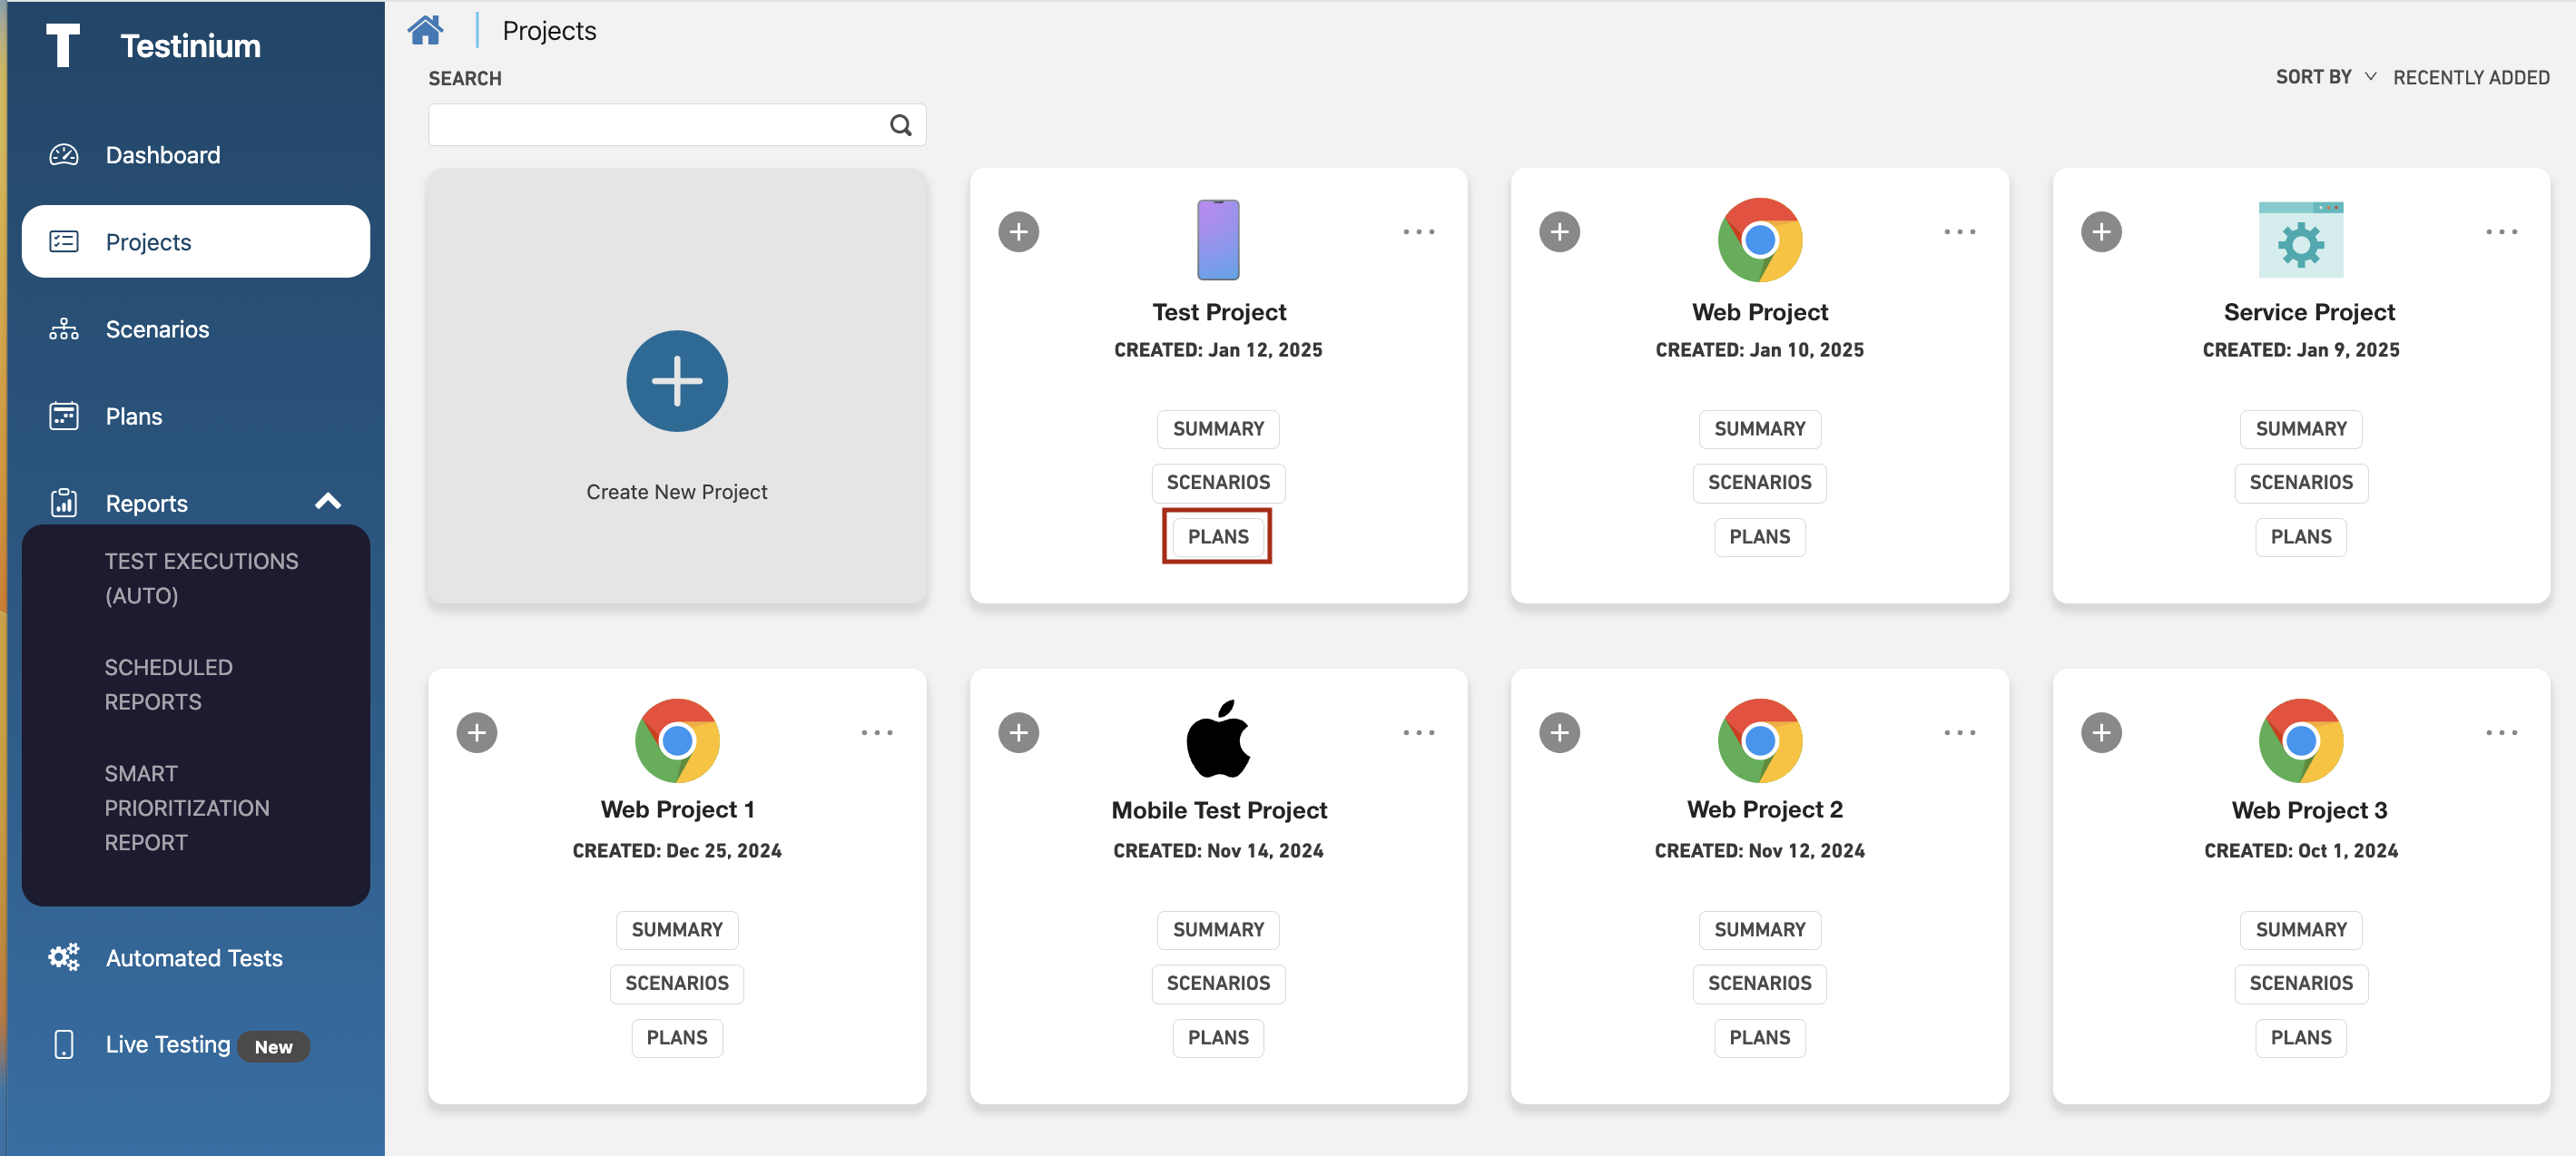 Testinium
Dashboard
Projects
Scenarios
Plans
Reports
TEST EXECUTIONS
(AUTO)
SCHEDULED
REPORTS
SMART
PRIORITIZATION
REPORT
Automated Tests
Live Testing New
Projects
SEARCH
SORT BY RECENTLY ADDED
Create New Project
Test Project
CREATED: Jan 12, 2025
SUMMARY
SCENARIOS
PLANS
Web Project
CREATED: Jan 10, 2025
SUMMARY
SCENARIOS
PLANS
Service Project
CREATED: Jan 9, 2025
SUMMARY
SCENARIOS
PLANS
Web Project 1
CREATED: Dec 25, 2024
SUMMARY
SCENARIOS
PLANS
Mobile Test Project
CREATED: Nov 14, 2024
SUMMARY
SCENARIOS
PLANS
Web Project 2
CREATED: Nov 12, 2024
SUMMARY
SCENARIOS
PLANS
Web Project 3
CREATED: Oct 1, 2024
SUMMARY
SCENARIOS
PLANS